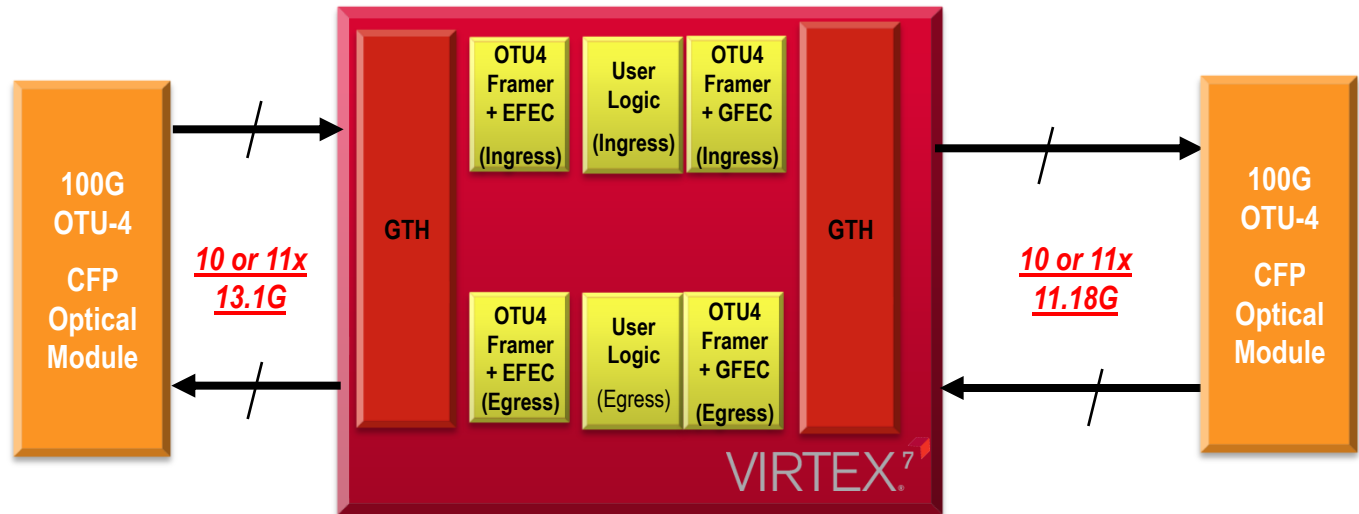 100G
OTU-4
CFP
Optical
Module
10 or 11x
13.1G
GTH
OTU4
Framer
+ EFEC
(Ingress)
User
Logic
(Ingress)
OTU4
Framer
+ GFEC
(Ingress)
OTU4
Framer
+ EFEC
(Egress)
User
Logic
(Egress)
OTU4
Framer
+ GFEC
(Egress)
GTH
VIRTEX® 7
10 or 11x
11.18G
100G
OTU-4
CFP
Optical
Module